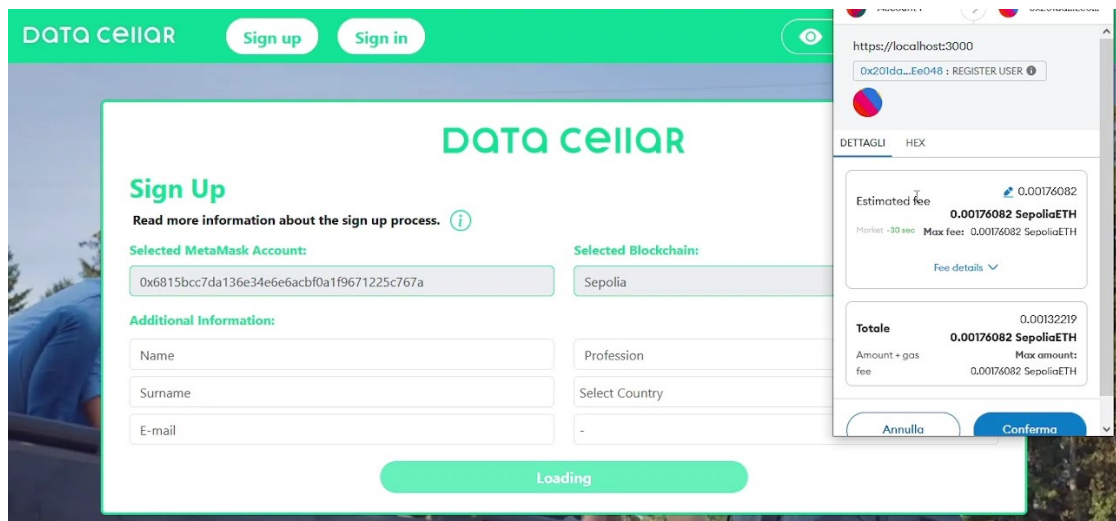 DATA CELLAR
Sign up
Sign in
DATA CELLAR
Sign Up
Read more information about the sign up process.
Selected MetaMask Account:
0x6815bcc7da136e34e6e6acbf0a1f9671225c767a
Selected Blockchain:
Sepolia
Additional Information:
Name
Profession
Surname
Select Country
E-mail
-
Loading
https://localhost:3000
0x201da...Ee048 : REGISTER USER
DETTAGLI HEX
Estimated fee
0.00176082
0.00176082 SepoliaETH
Market ~30 sec Max fee: 0.00176082 SepoliaETH
Fee details
Totale
0.00132219
0.00176082 SepoliaETH
Amount + gas fee
Max amount:
0.00176082 SepoliaETH
Annulla
Conferma